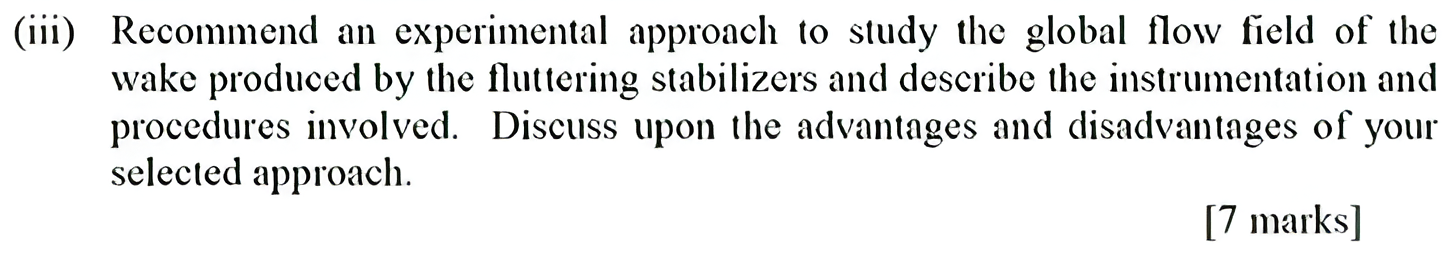 (iii) Recommend an experimental approach to study the global flow field of the
wake produced by the fluttering stabilizers and describe the instrumentation and
procedures involved. Discuss upon the advantages and disadvantages of your
selected approach.
[7 marks]